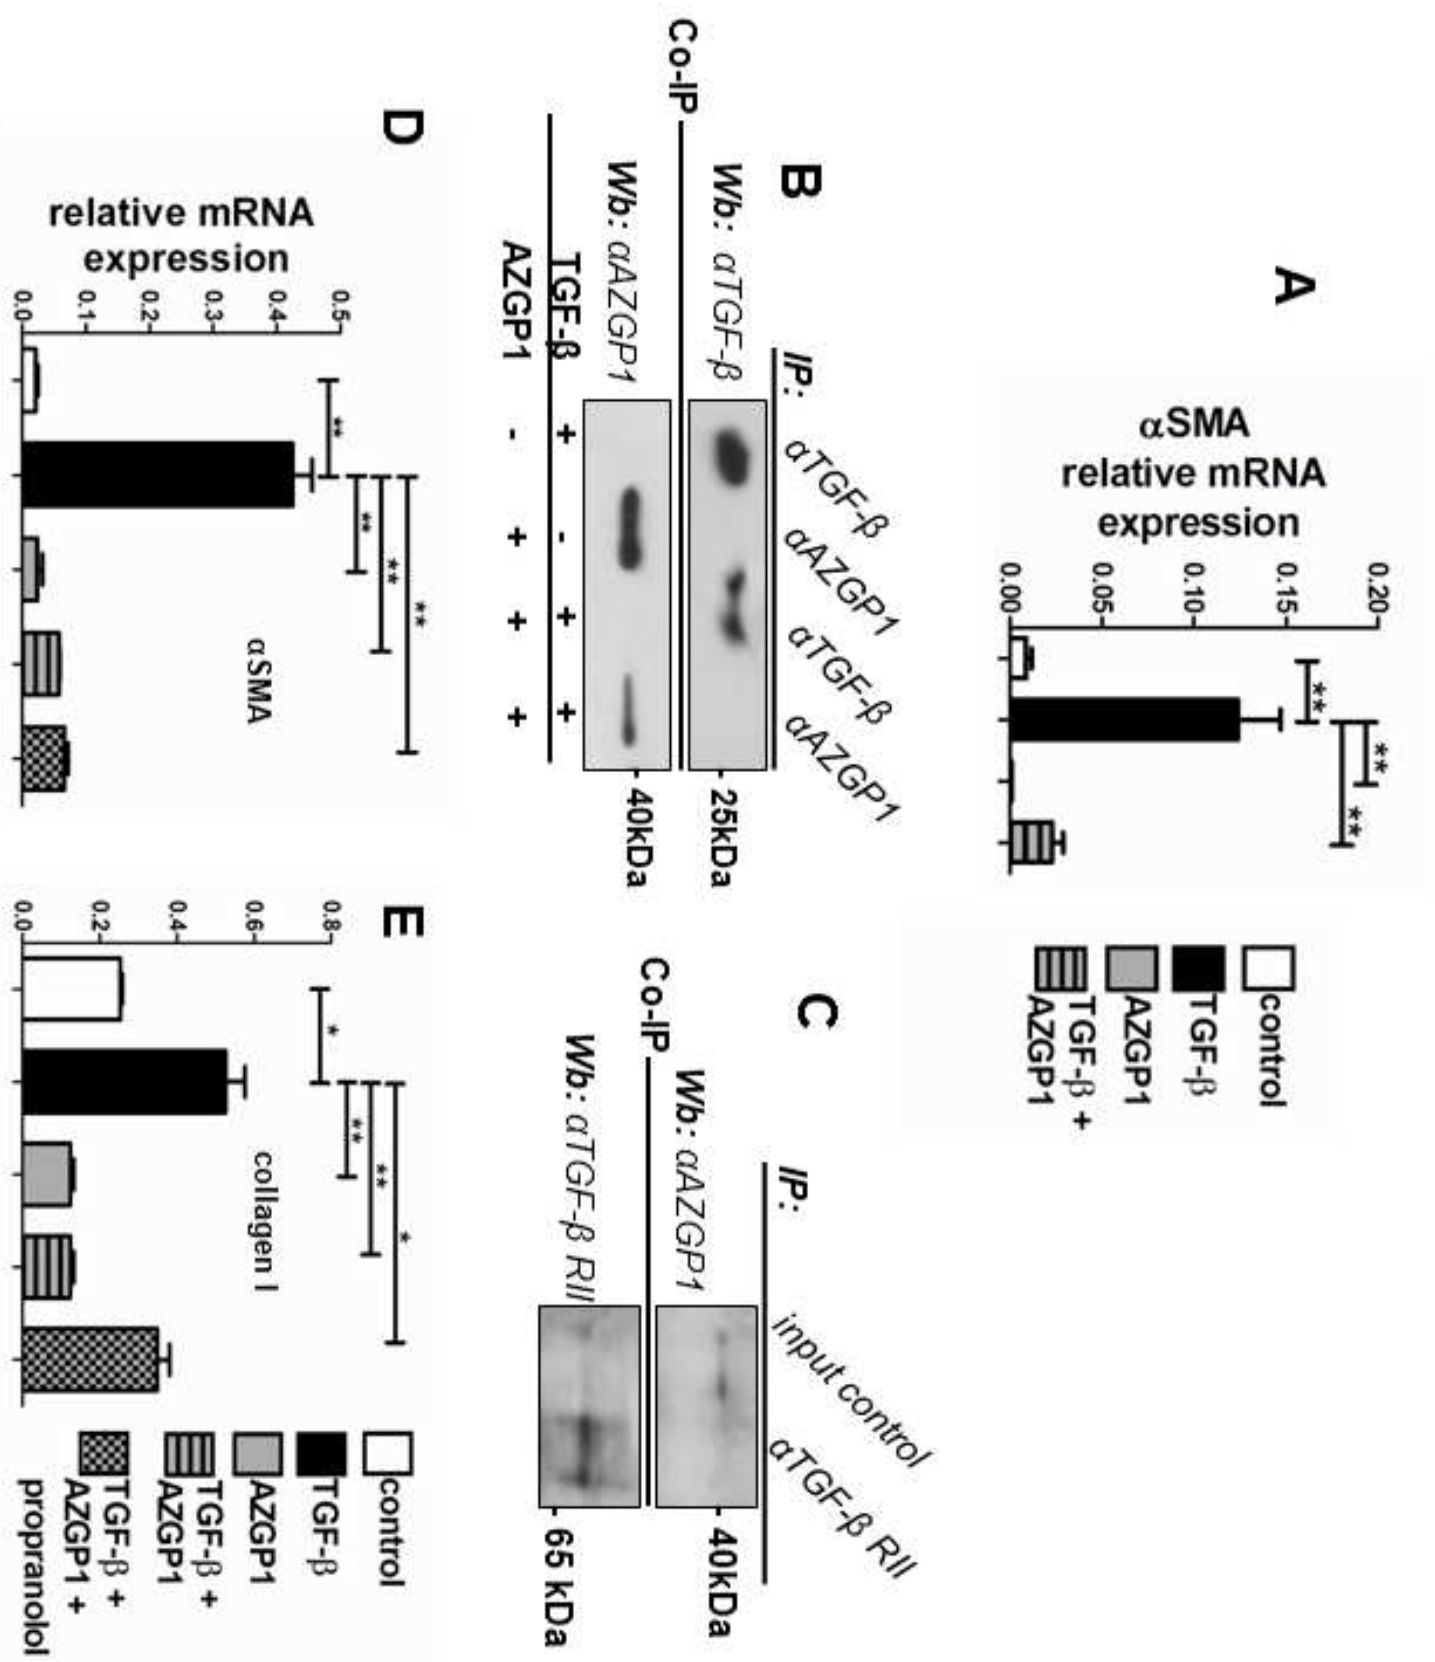 A
αSMA
relative mRNA
expression
0.20
0.15
0.10
0.05
0.00
**
**
**
control
TGF-β
AZGP1
TGF-β +
AZGP1
B
IP:
αTGF-β
αAZGP1
αTGF-β
αAZGP1
Wb: αTGF-β
25kDa
Co-IP
Wb: αAZGP1
40kDa
TGF-β + - + +
AZGP1 - + + +
C
IP:
input control
αTGF-β RII
Wb: αAZGP1
40kDa
Co-IP
Wb: αTGF-β RII
65 kDa
D
relative mRNA
expression
0.5
0.4
0.3
0.2
0.1
0.0
**
**
**
**
αSMA
E
0.8
0.6
0.4
0.2
0.0
*
**
**
*
collagen I
control
TGF-β
AZGP1
TGF-β +
AZGP1
TGF-β +
AZGP1 +
propranolol